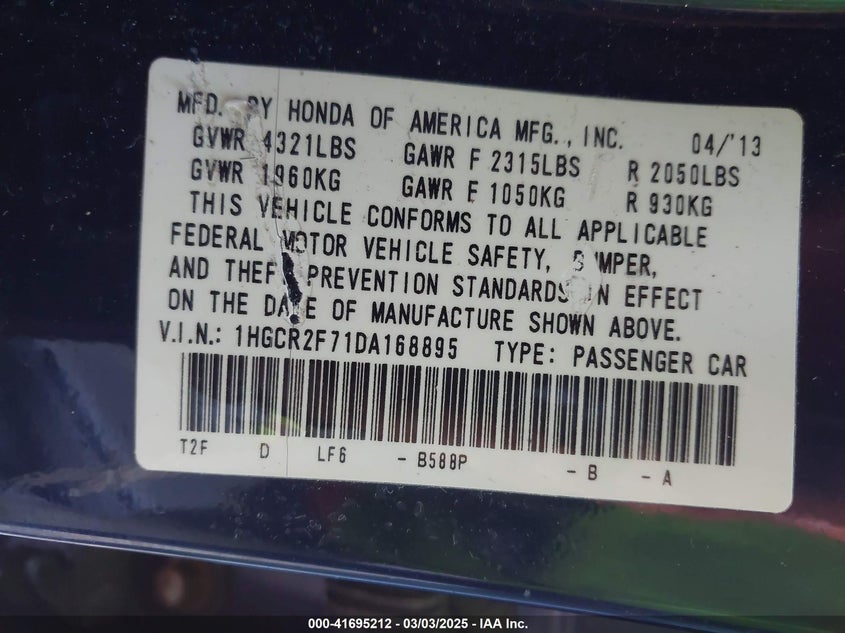 MFD. BY HONDA OF AMERICA MFG., INC. 04/'13
GVWR 4321LBS GAWR F 2315LBS R 2050LBS
GVWR 1960KG GAWR E 1050KG R 930KG
THIS VEHICLE CONFORMS TO ALL APPLICABLE
FEDERAL MOTOR VEHICLE SAFETY, BUMPER,
AND THEFT PREVENTION STANDARDS IN EFFECT
ON THE DATE OF MANUFACTURE SHOWN ABOVE.
V.I.N.: 1HGCR2F71DA168895 TYPE: PASSENGER CAR
T2F D LF6 - B588P - B - A
000-41695212 - 03/03/2025 - IAA Inc.